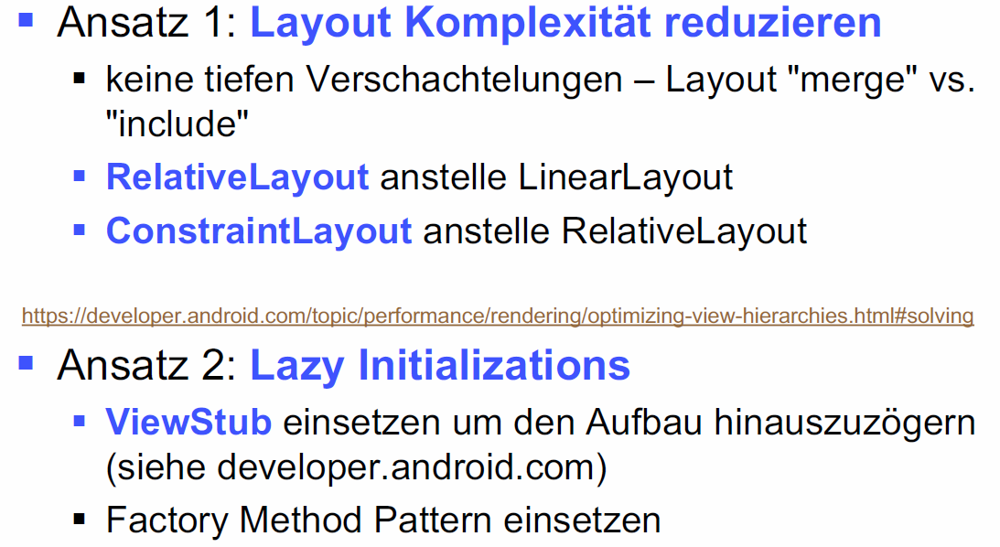 ▪ Ansatz 1: Layout Komplexität reduzieren
▪ keine tiefen Verschachtelungen – Layout "merge" vs.
"include"
▪ RelativeLayout anstelle LinearLayout
▪ ConstraintLayout anstelle RelativeLayout
https://developer.android.com/topic/performance/rendering/optimizing-view-hierarchies.html#solving
▪ Ansatz 2: Lazy Initializations
▪ ViewStub einsetzen um den Aufbau hinauszuzögern
(siehe developer.android.com)
▪ Factory Method Pattern einsetzen